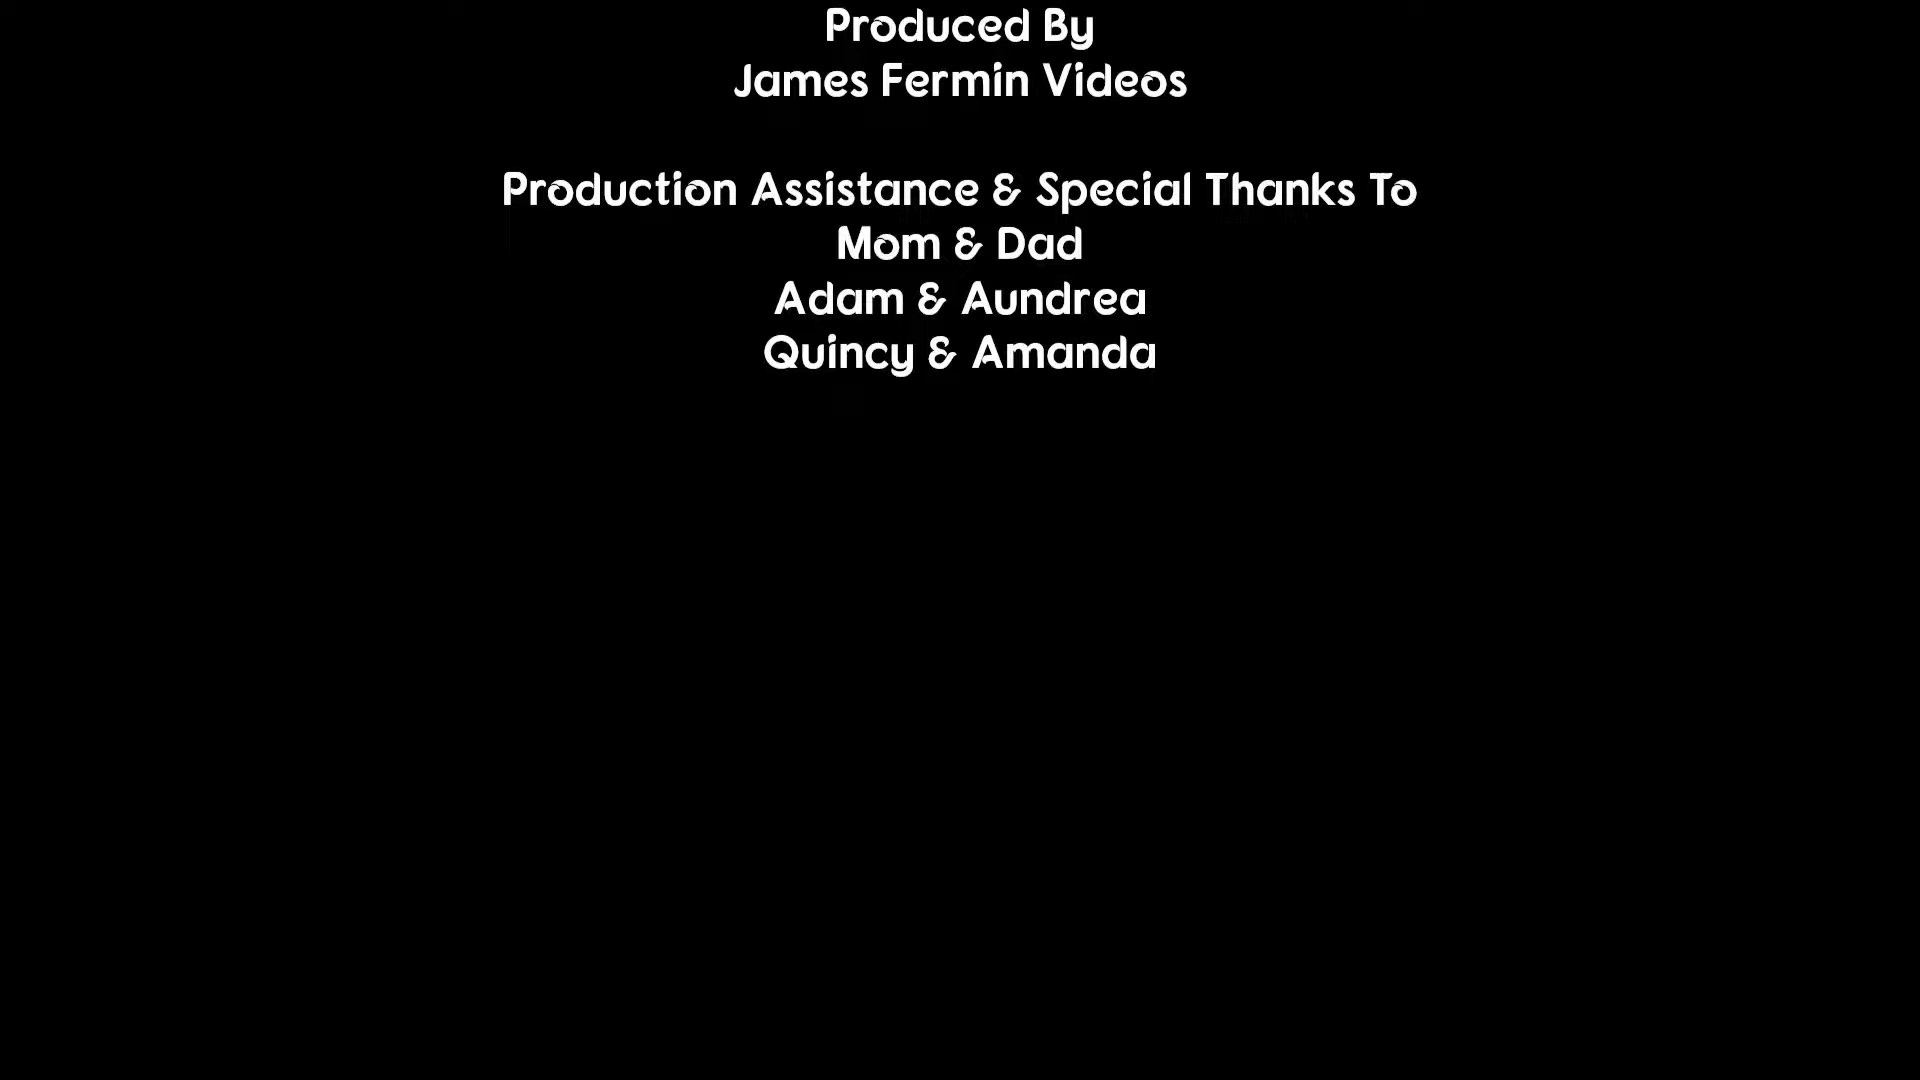 Produced By
James Fermin Videos
Production Assistance & Special Thanks To
Mom & Dad
Adam & Aundrea
Quincy & Amanda